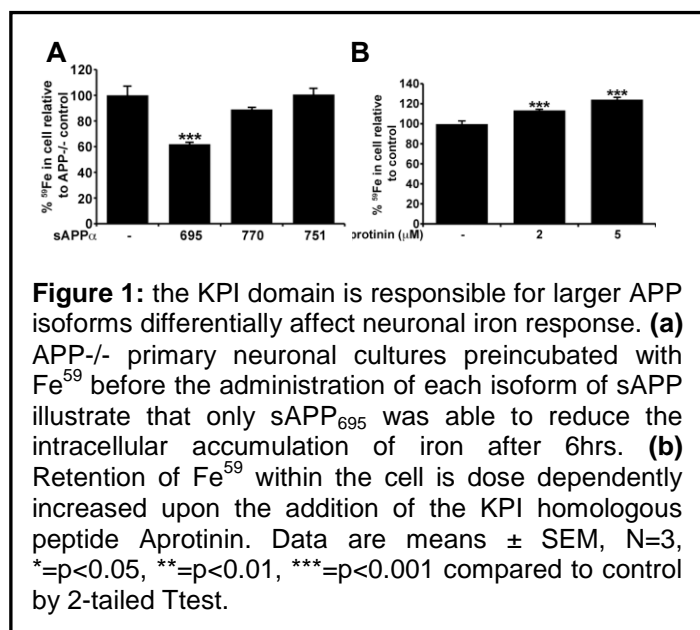 A
B
120
100
80
60
40
20
0
% ⁵⁹Fe in cell relative
to APP-/- control
***
sAPPα - 695 770 751
140
120
100
80
60
40
20
0
% ⁵⁹Fe in cell relative
to control
*** ***
protinin (μM) - 2 5
Figure 1: the KPI domain is responsible for larger APP
isoforms differentially affect neuronal iron response. (a)
APP-/- primary neuronal cultures preincubated with
Fe⁵⁹ before the administration of each isoform of sAPP
illustrate that only sAPP₆₉₅ was able to reduce the
intracellular accumulation of iron after 6hrs. (b)
Retention of Fe⁵⁹ within the cell is dose dependently
increased upon the addition of the KPI homologous
peptide Aprotinin. Data are means ± SEM, N=3,
*=p<0.05, **=p<0.01, ***=p<0.001 compared to control
by 2-tailed Ttest.